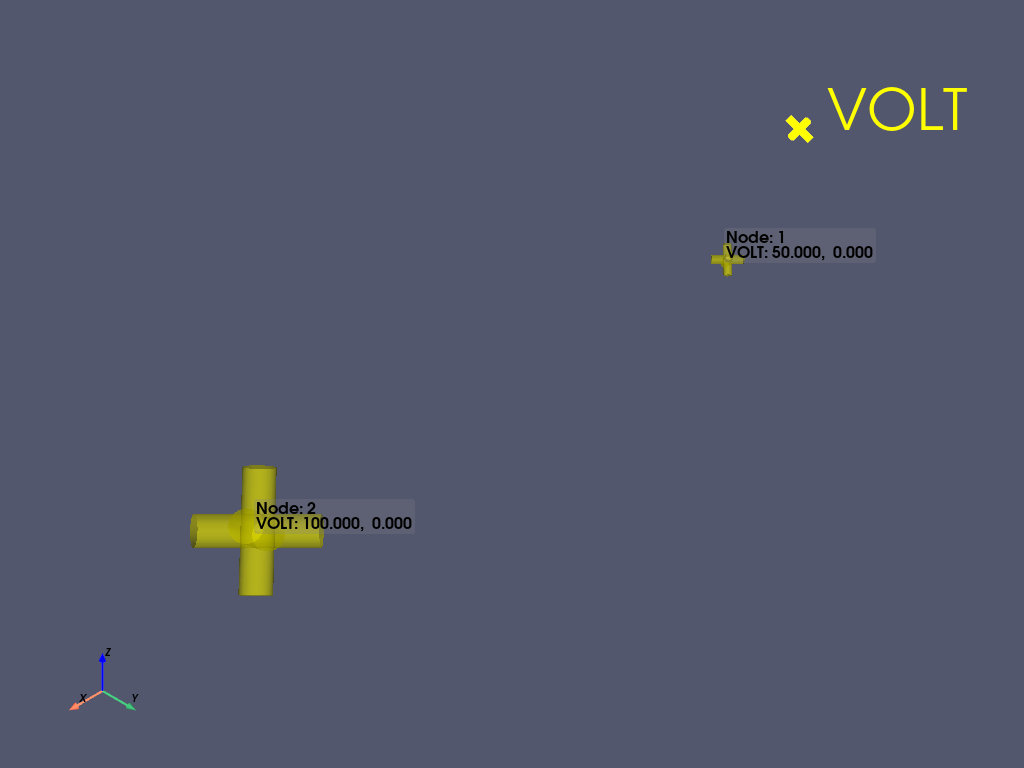 VOLT
Node: 1
VOLT: 50.000, 0.000
Node: 2
VOLT: 100.000, 0.000
Z
X
Y